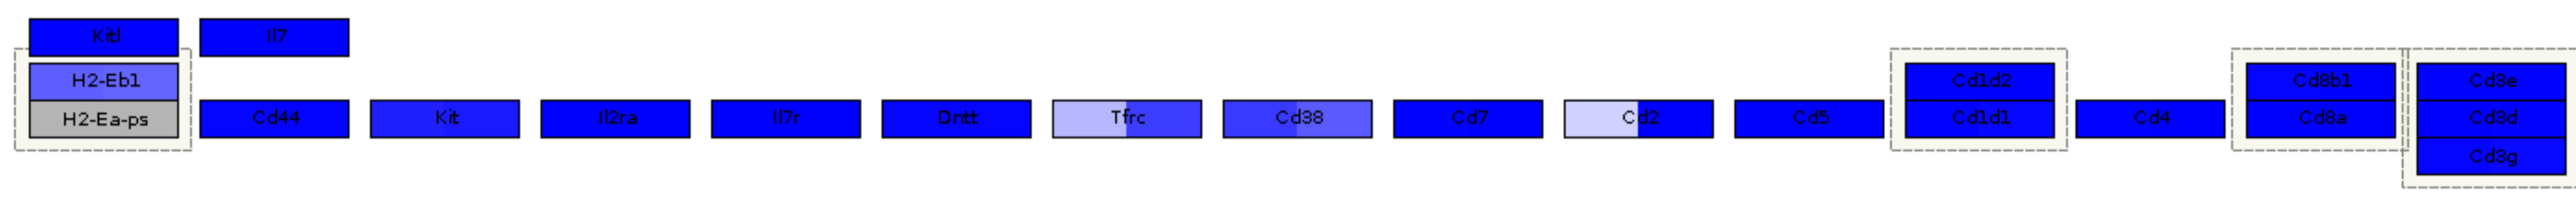 Kitl Il7
H2-Eb1 Cd1d2 Cd8b1 Cd3e
H2-Ea-ps Cd44 Kit Il2ra Il7r Dntt Tfrc Cd38 Cd7 Cd2 Cd5 Cd1d1 Cd4 Cd8a Cd3d
Cd3g